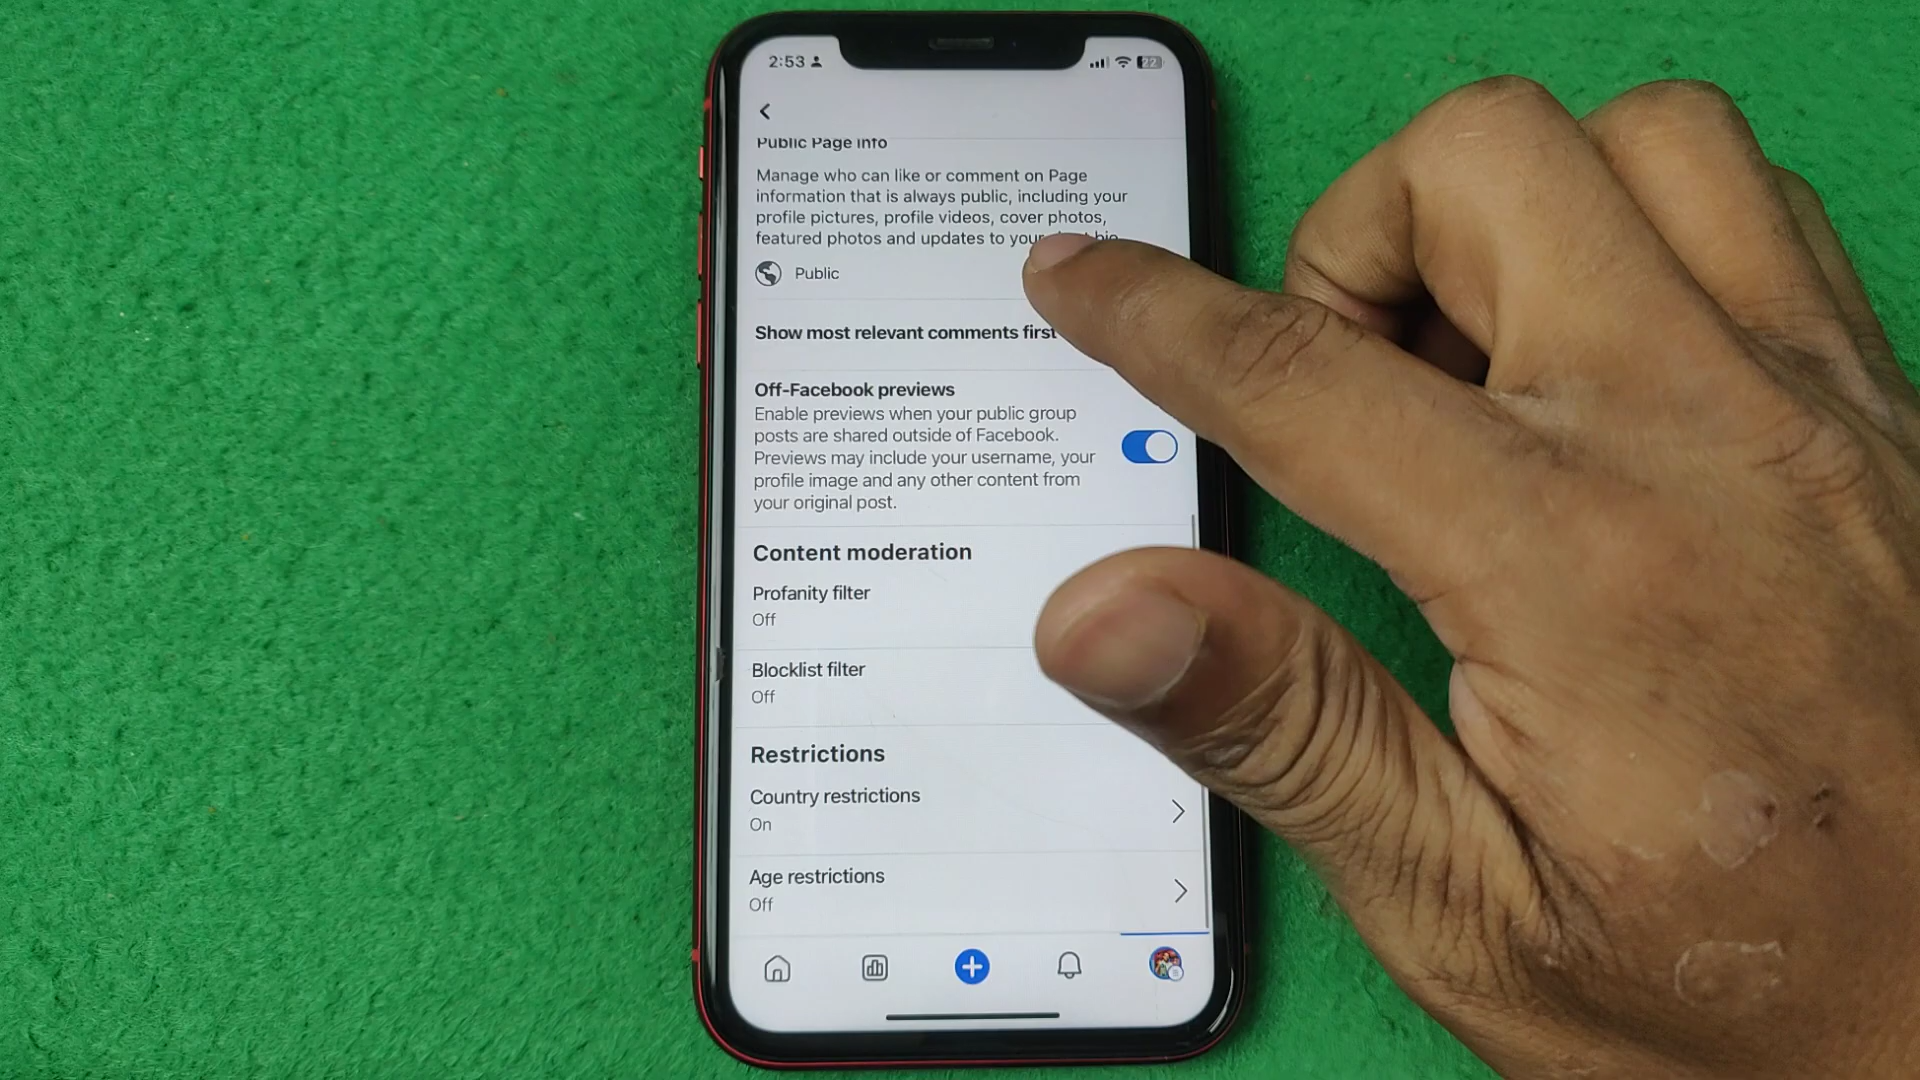 2:53
22
Public Page Info
Manage who can like or comment on Page
information that is always public, including your
profile pictures, profile videos, cover photos,
featured photos and updates to your bio
Public
Show most relevant comments first
Off-Facebook previews
Enable previews when your public group
posts are shared outside of Facebook.
Previews may include your username, your
profile image and any other content from
your original post.
Content moderation
Profanity filter
Off
Blocklist filter
Off
Restrictions
Country restrictions
On
Age restrictions
Off